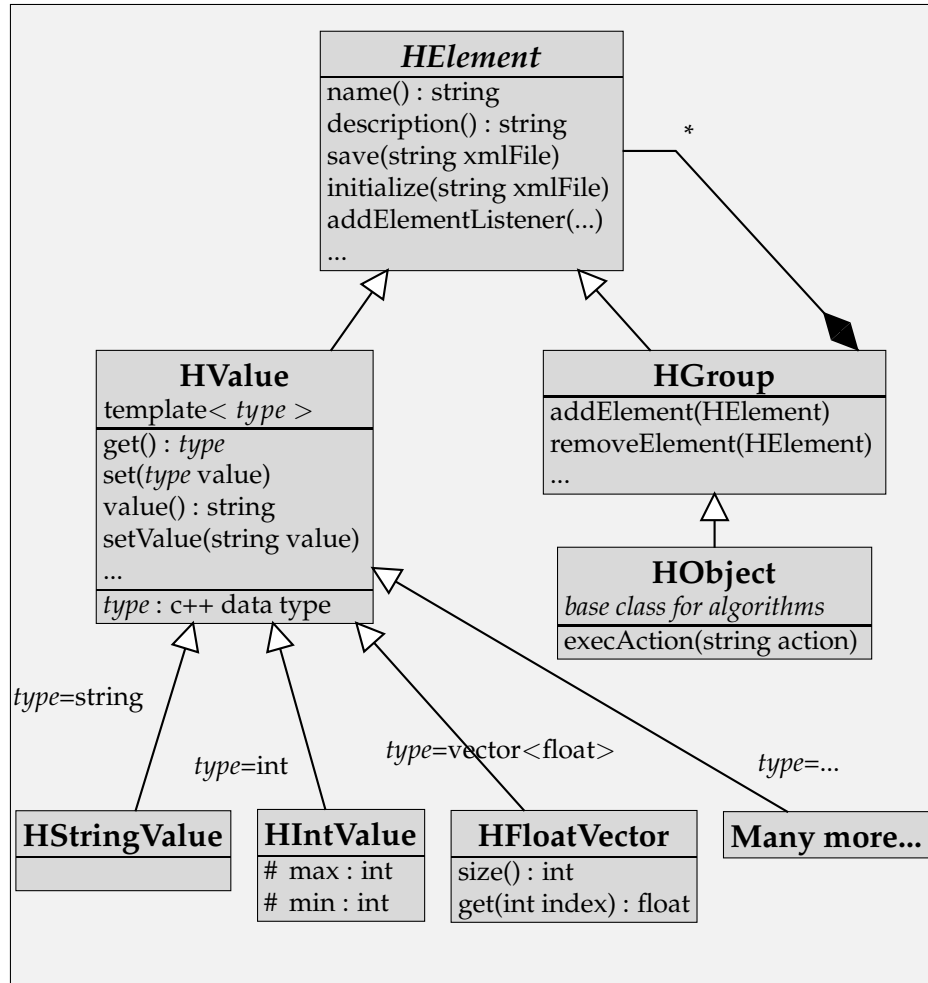 HElement
name() : string
description() : string
save(string xmlFile)
initialize(string xmlFile)
addElementListener(...)
...
*
HValue
template< type >
get() : type
set(type value)
value() : string
setValue(string value)
...
type : c++ data type
HGroup
addElement(HElement)
removeElement(HElement)
...
HObject
base class for algorithms
execAction(string action)
type=string
type=int
type=vector<float>
type=...
HStringValue
HIntValue
# max : int
# min : int
HFloatVector
size() : int
get(int index) : float
Many more...